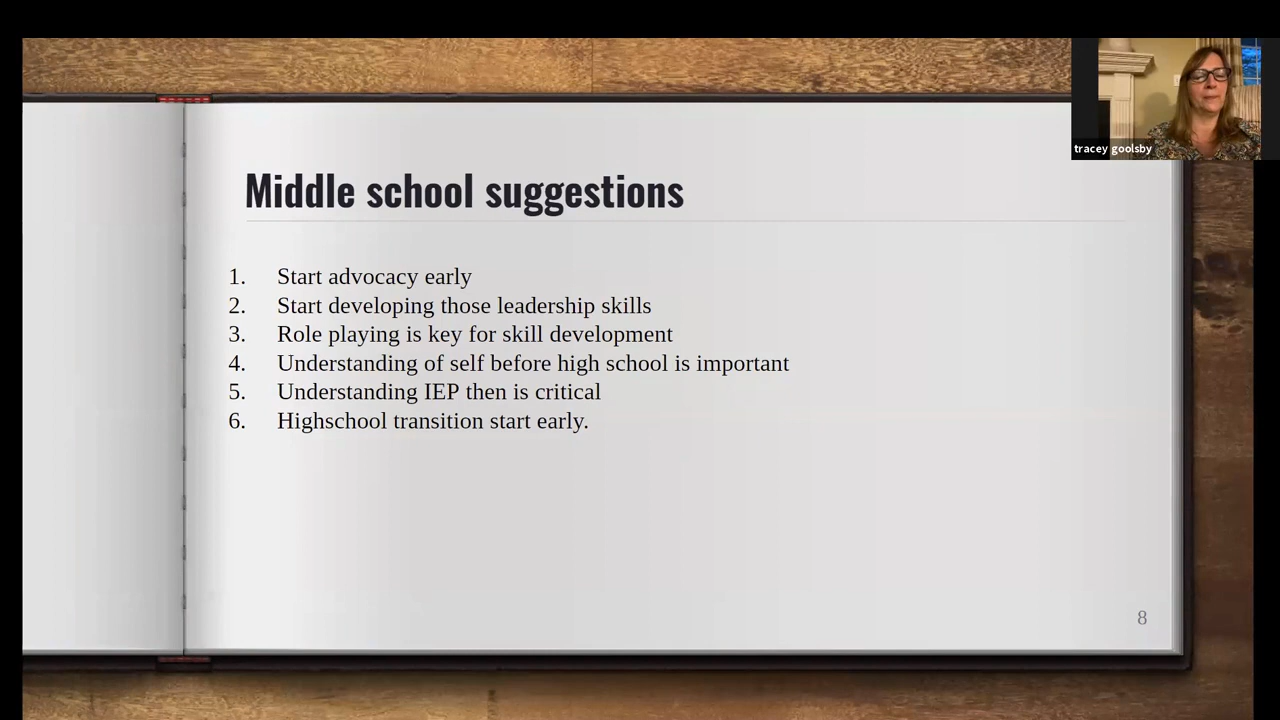 tracey goolsby
Middle school suggestions
1. Start advocacy early
2. Start developing those leadership skills
3. Role playing is key for skill development
4. Understanding of self before high school is important
5. Understanding IEP then is critical
6. Highschool transition start early.
8